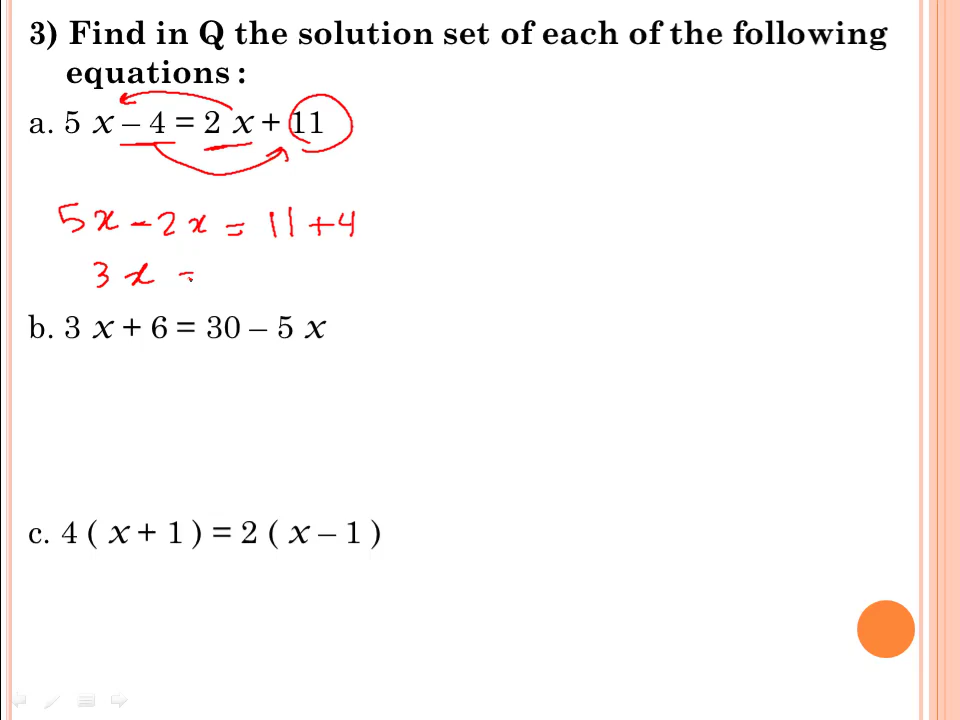 3) Find in Q the solution set of each of the following
equations :
a. 5 x – 4 = 2 x + 11
5x - 2x = 11 + 4
3x =
b. 3 x + 6 = 30 – 5 x
c. 4 ( x + 1 ) = 2 ( x – 1 )